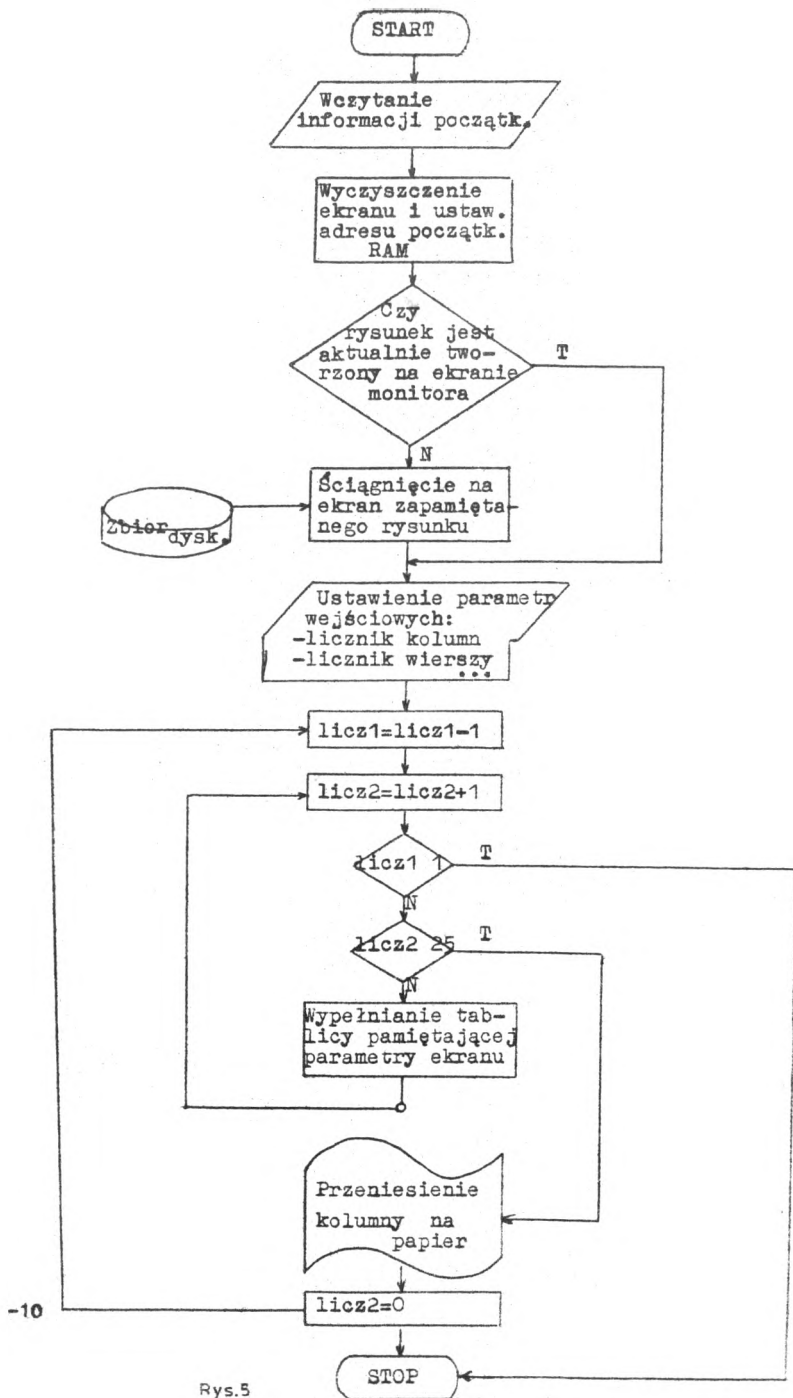 START
Wczytanie
informacji początk.
Wyczyszczenie
ekranu i ustaw.
adresu początk.
RAM
Czy
rysunek jest
aktualnie two-
rzony na ekranie
monitora
T
N
Ściągnięcie na
ekran zapamięta-
nego rysunku
Zbior dysk.
Ustawienie parametr
wejściowych:
-licznik kolumn
-licznik wierszy
...
licz1=licz1-1
licz2=licz2+1
licz1 1
T
N
licz2 25
T
N
Wypełnianie tab-
licy pamiętającej
parametry ekranu
Przeniesienie
kolumny na
papier
-10
licz2=0
STOP
Rys.5